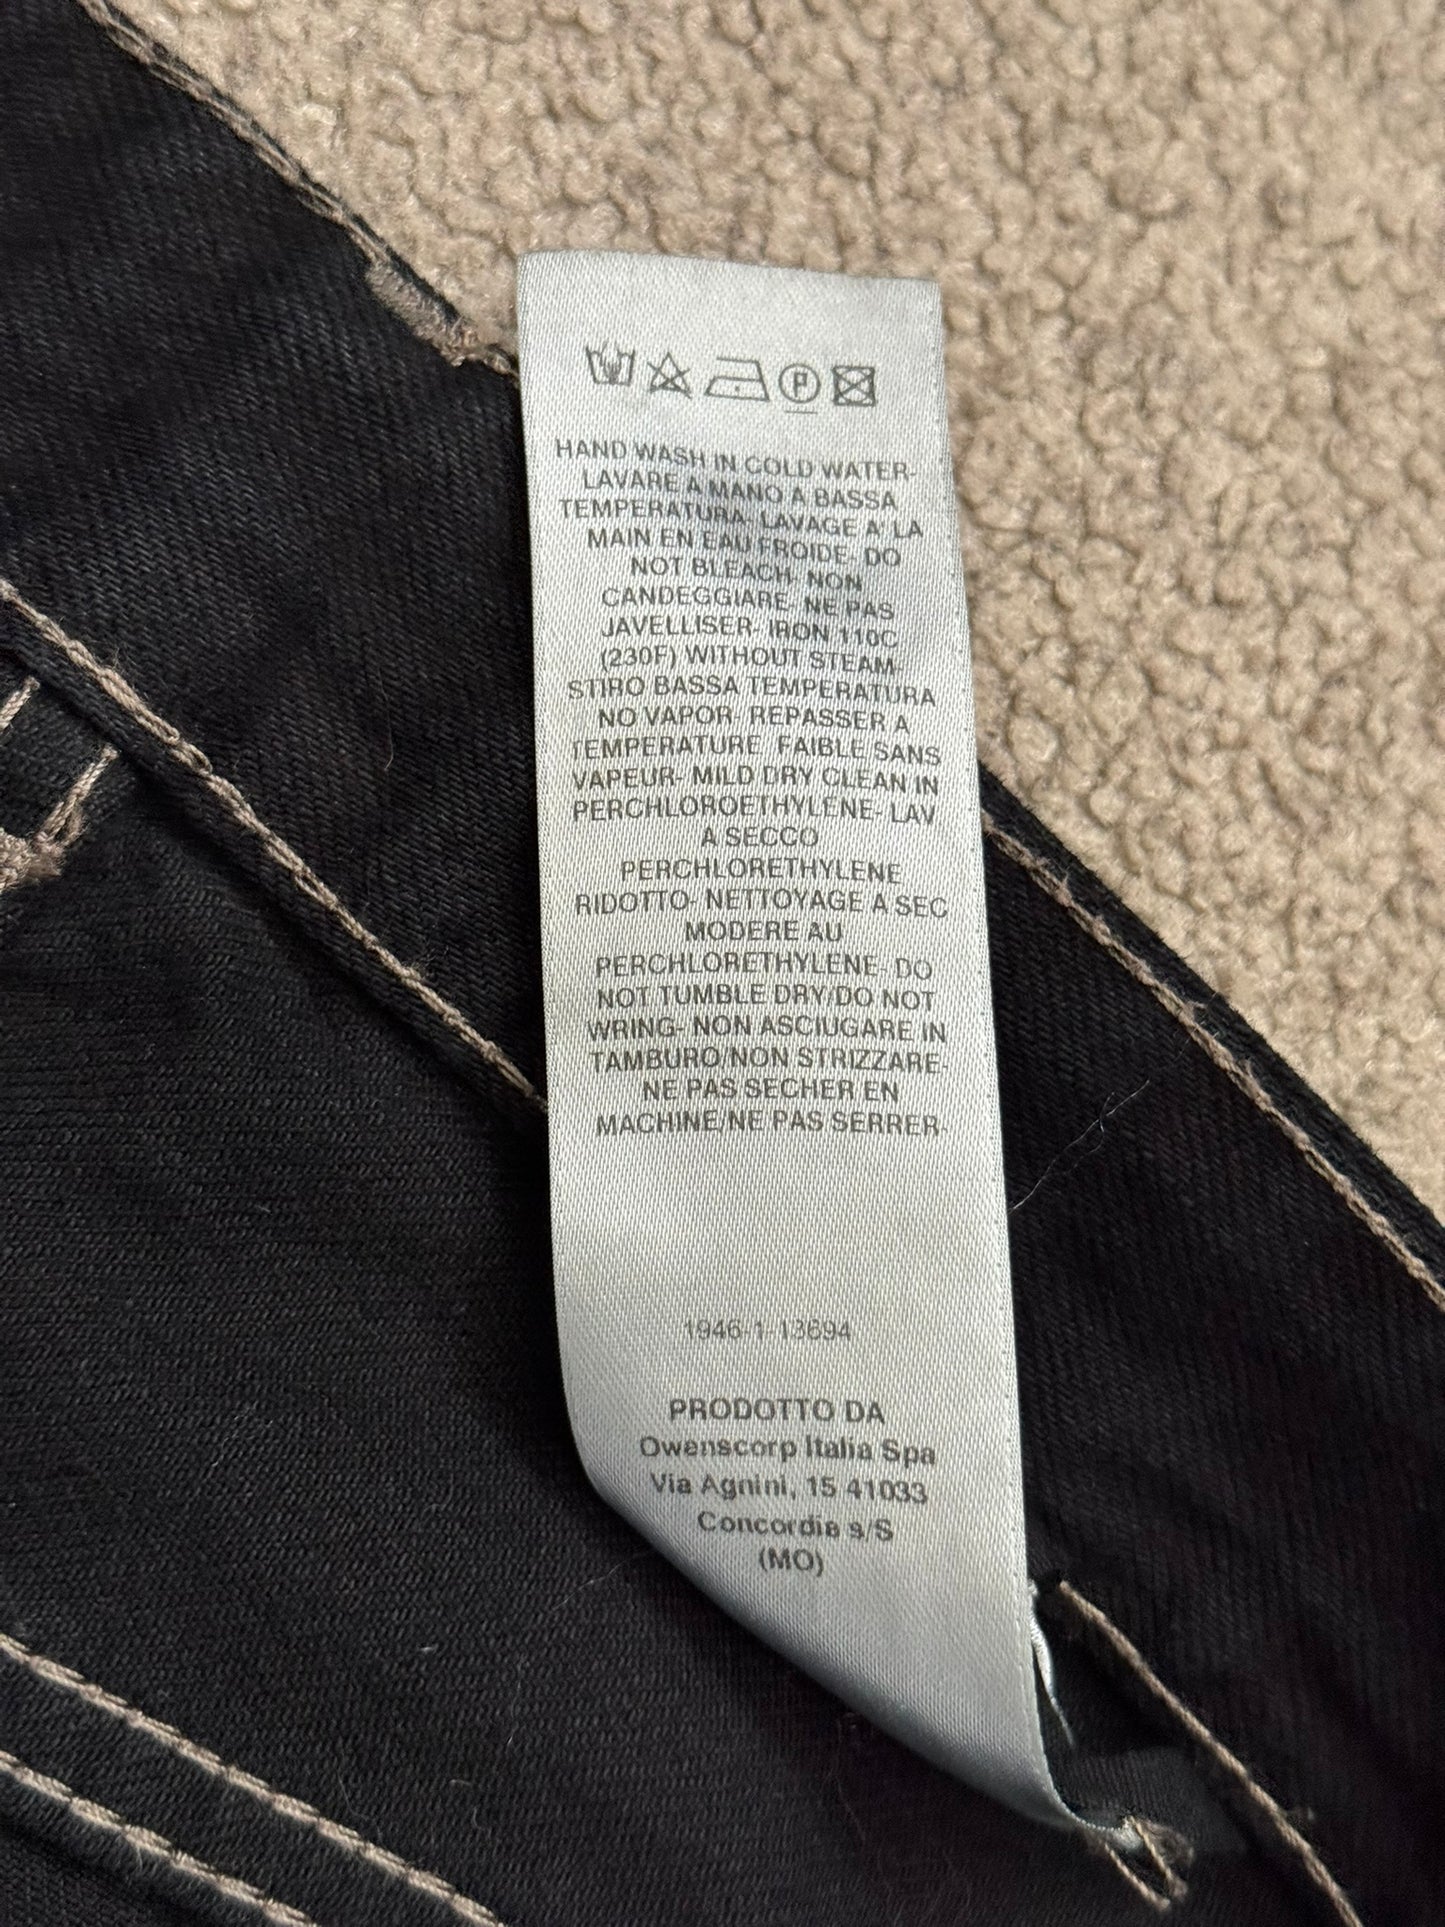 P
HAND WASH IN COLD WATER-
LAVARE A MANO A BASSA
TEMPERATURA- LAVAGE A' LA
MAIN EN EAU FROIDE- DO
NOT BLEACH- NON
CANDEGGIARE- NE PAS
JAVELLISER- IRON 110C
(230F) WITHOUT STEAM-
STIRO BASSA TEMPERATURA
NO VAPOR- REPASSER A
TEMPERATURE FAIBLE SANS
VAPEUR- MILD DRY CLEAN IN
PERCHLOROETHYLENE- LAV
A SECCO
PERCHLORETHYLENE
RIDOTTO- NETTOYAGE A SEC
MODERE AU
PERCHLORETHYLENE- DO
NOT TUMBLE DRY/DO NOT
WRING- NON ASCIUGARE IN
TAMBURO/NON STRIZZARE-
NE PAS SECHER EN
MACHINE/NE PAS SERRER-
1946-1-13694
PRODOTTO DA
Owenscorp Italia Spa
Via Agnini, 15 41033
Concordia s/S
(MO)